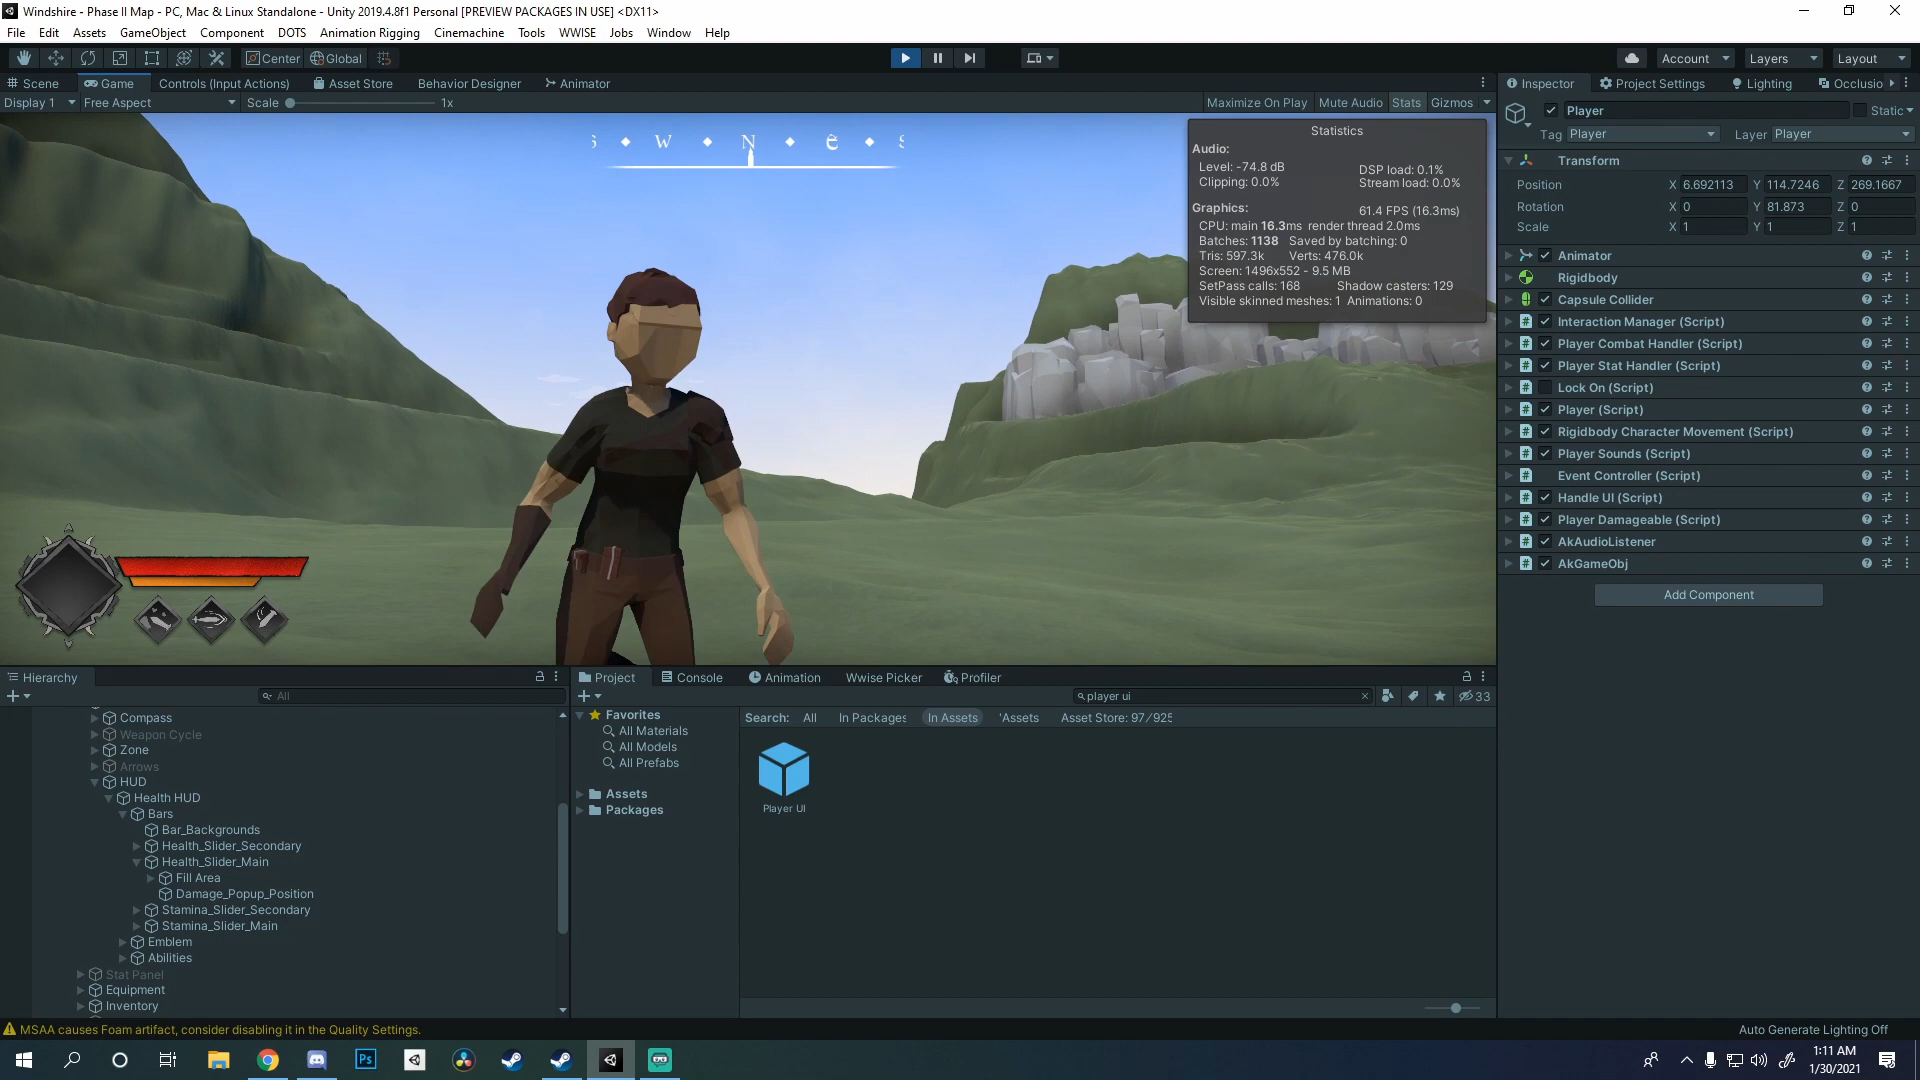 Windshire - Phase II Map - PC, Mac & Linux Standalone - Unity 2019.4.8f1 Personal [PREVIEW PACKAGES IN USE] <DX11>
File Edit Assets GameObject Component DOTS Animation Rigging Cinemachine Tools WWISE Jobs Window Help
Center Global Account Layers Layout
Scene Game Controls (Input Actions) Asset Store Behavior Designer Animator
Display 1 Free Aspect Scale 1x Maximize On Play Mute Audio Stats Gizmos
W N
Statistics
Audio:
Level: -74.8 dB DSP load: 0.1%
Clipping: 0.0% Stream load: 0.0%
Graphics: 61.4 FPS (16.3ms)
CPU: main 16.3ms render thread 2.0ms
Batches: 1138 Saved by batching: 0
Tris: 597.3k Verts: 476.0k
Screen: 1496x552 - 9.5 MB
SetPass calls: 168 Shadow casters: 129
Visible skinned meshes: 1 Animations: 0
Inspector Project Settings Lighting Occlusio
Player Static
Tag Player Layer Player
Transform
Position X 6.692113 Y 114.7246 Z 269.1667
Rotation X 0 Y 81.873 Z 0
Scale X 1 Y 1 Z 1
Animator
Rigidbody
Capsule Collider
Interaction Manager (Script)
Player Combat Handler (Script)
Player Stat Handler (Script)
Lock On (Script)
Player (Script)
Rigidbody Character Movement (Script)
Player Sounds (Script)
Event Controller (Script)
Handle UI (Script)
Player Damageable (Script)
AkAudioListener
AkGameObj
Add Component
Hierarchy
All
Compass
Weapon Cycle
Zone
Arrows
HUD
Health HUD
Bars
Bar_Backgrounds
Health_Slider_Secondary
Health_Slider_Main
Fill Area
Damage_Popup_Position
Stamina_Slider_Secondary
Stamina_Slider_Main
Emblem
Abilities
Stat Panel
Equipment
Inventory
Project Console Animation Wwise Picker Profiler
player ui 33
Favorites
All Materials
All Models
All Prefabs
Assets
Packages
Search: All In Packages In Assets 'Assets Asset Store: 97/925
Player UI
MSAA causes Foam artifact, consider disabling it in the Quality Settings.
Auto Generate Lighting Off
Ps
1:11 AM
1/30/2021